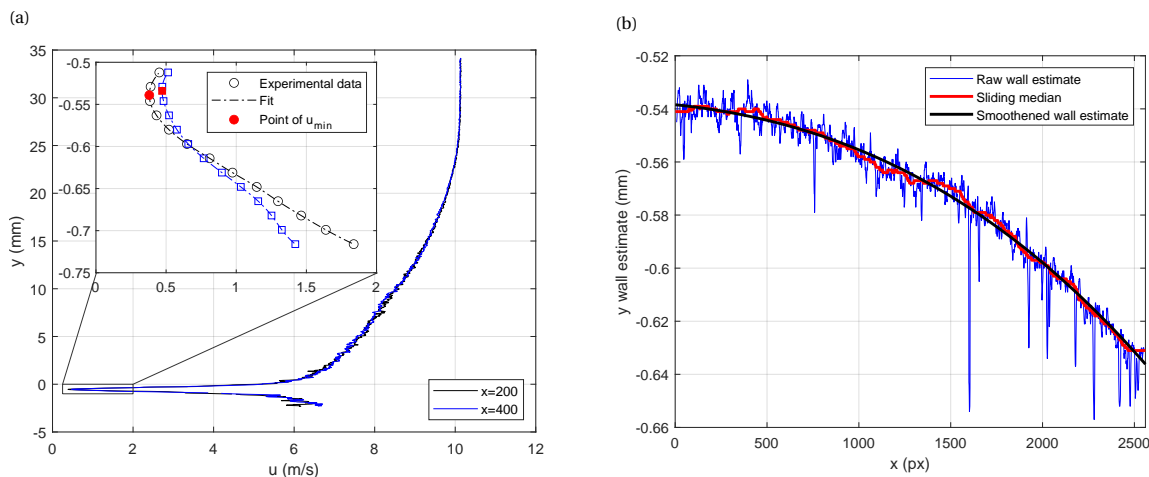 (a)
35
30
25
20
15
10
5
0
-5
y (mm)
0 2 4 6 8 10 12
u (m/s)
-0.5
-0.55
-0.6
-0.65
-0.7
-0.75
0 0.5 1 1.5 2
Experimental data
Fit
Point of u_min
x=200
x=400
(b)
-0.52
-0.54
-0.56
-0.58
-0.6
-0.62
-0.64
-0.66
y wall estimate (mm)
0 500 1000 1500 2000 2500
x (px)
Raw wall estimate
Sliding median
Smoothened wall estimate